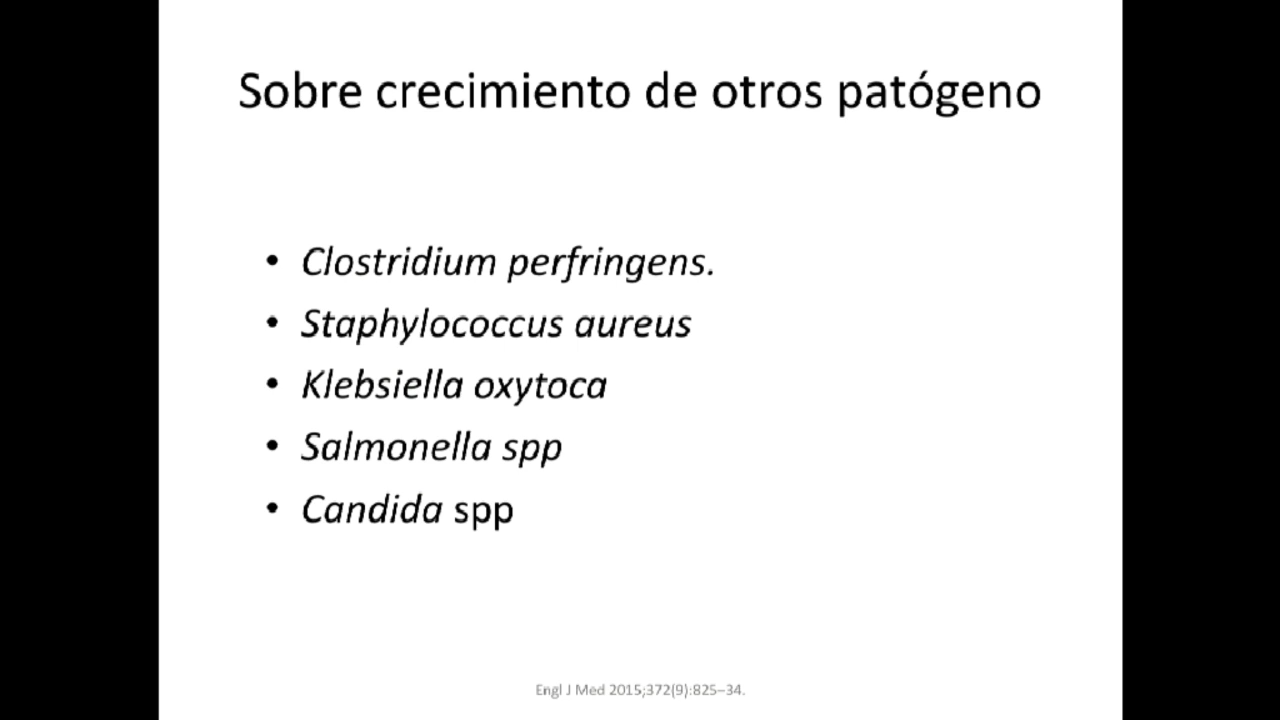 Sobre crecimiento de otros patógeno
• Clostridium perfringens.
• Staphylococcus aureus
• Klebsiella oxytoca
• Salmonella spp
• Candida spp
Engl J Med 2015;372(9):825–34.